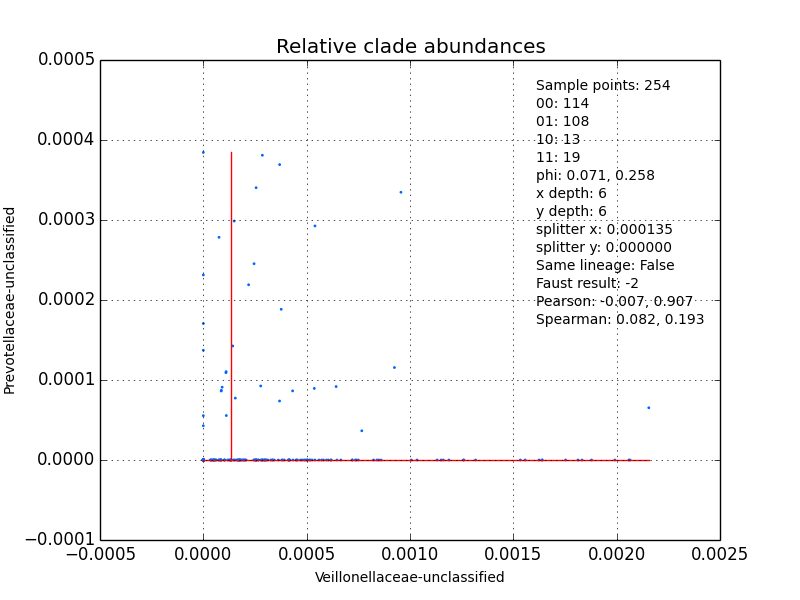 Relative clade abundances
0.0005
0.0004
0.0003
0.0002
0.0001
0.0000
−0.0001
Prevotellaceae-unclassified
Sample points: 254
00: 114
01: 108
10: 13
11: 19
phi: 0.071, 0.258
x depth: 6
y depth: 6
splitter x: 0.000135
splitter y: 0.000000
Same lineage: False
Faust result: -2
Pearson: -0.007, 0.907
Spearman: 0.082, 0.193
−0.0005 0.0000 0.0005 0.0010 0.0015 0.0020 0.0025
Veillonellaceae-unclassified